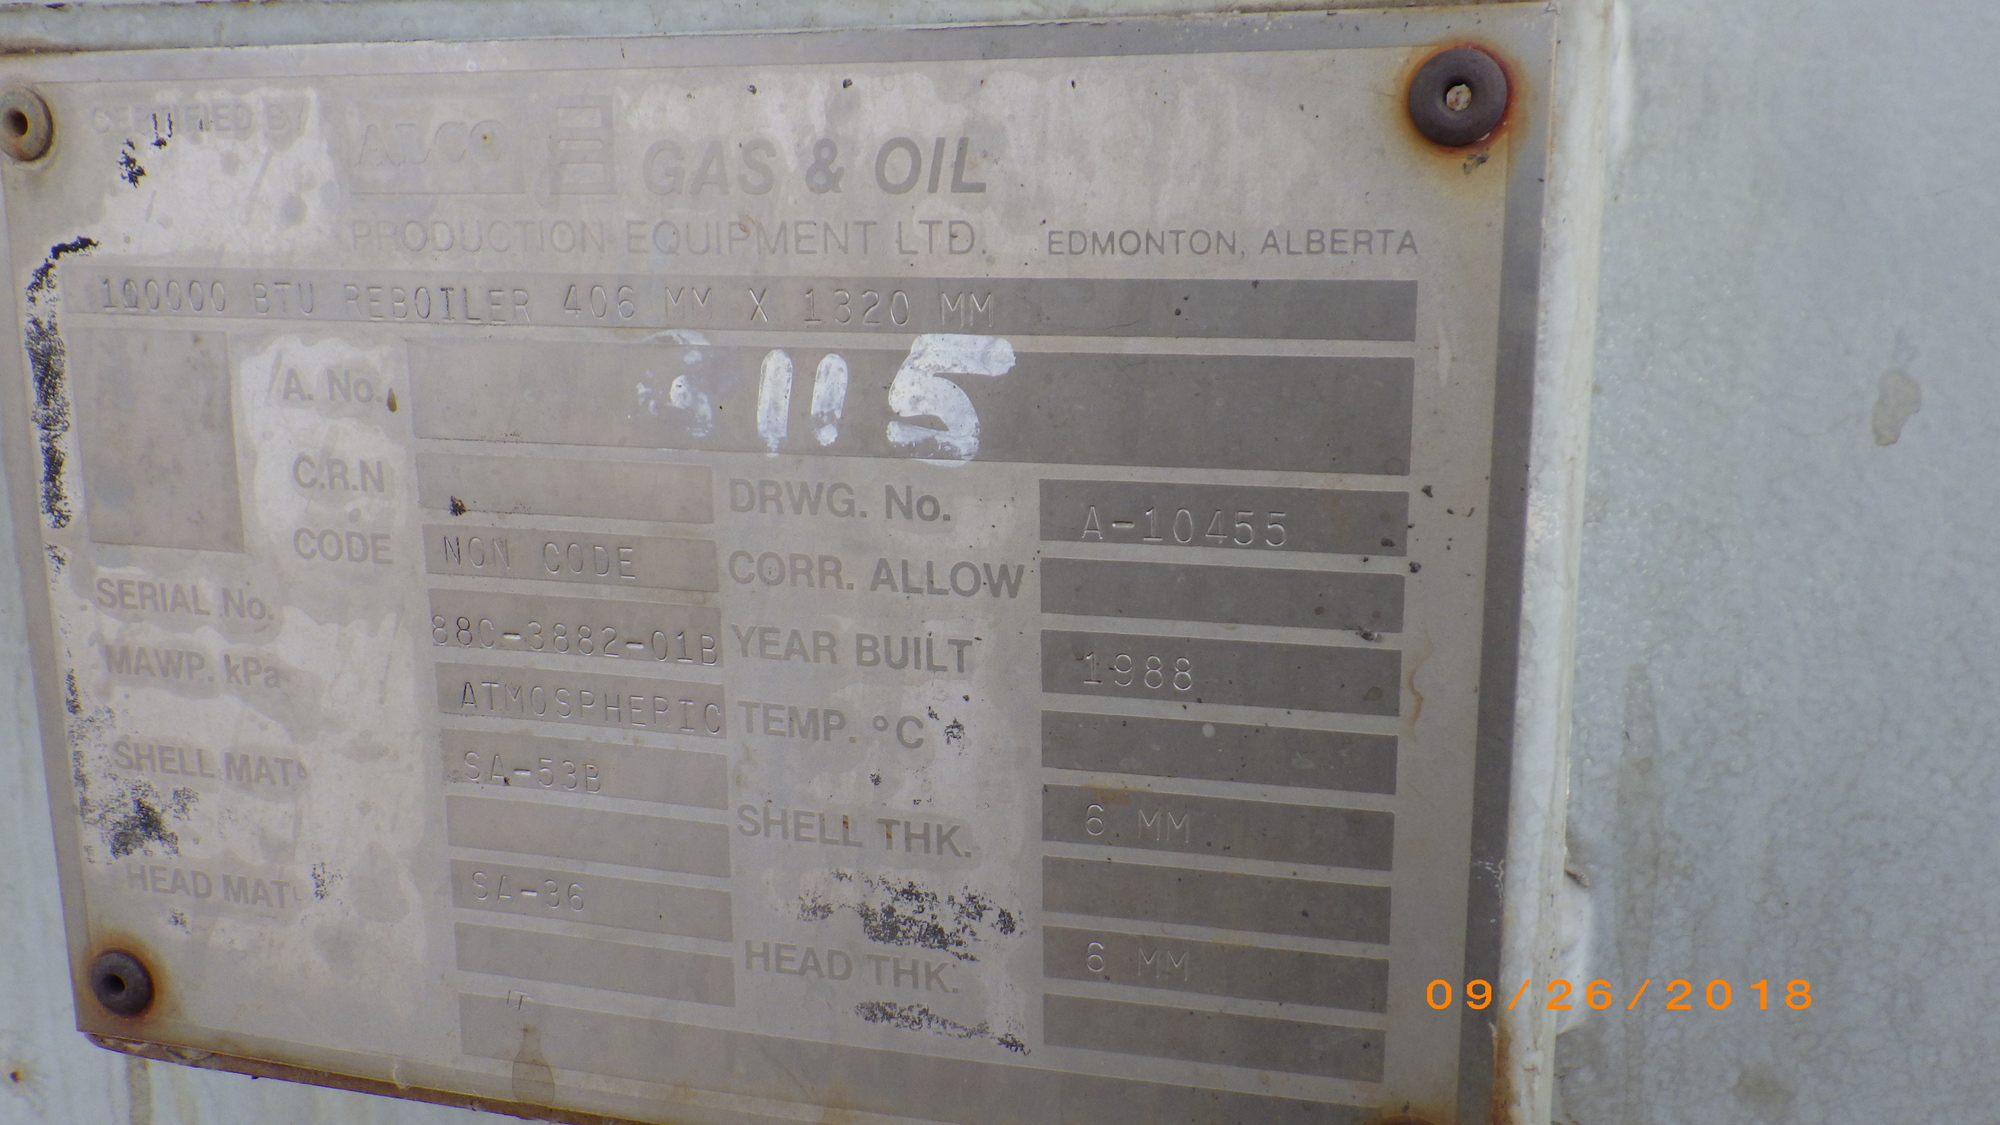 CERTIFIED BY
ALCO GAS & OIL
PRODUCTION EQUIPMENT LTD. EDMONTON, ALBERTA
100000 BTU REBOILER 406 MM X 1320 MM
A. No. 115
C.R.N DRWG. No. A-10455
CODE NON CODE CORR. ALLOW
SERIAL No. 88C-3882-01B YEAR BUILT 1988
MAWP. kPa ATMOSPHERIC TEMP. °C
SHELL MAT'L SA-53B SHELL THK. 6 MM
HEAD MAT'L SA-36 HEAD THK. 6 MM
09/26/2018